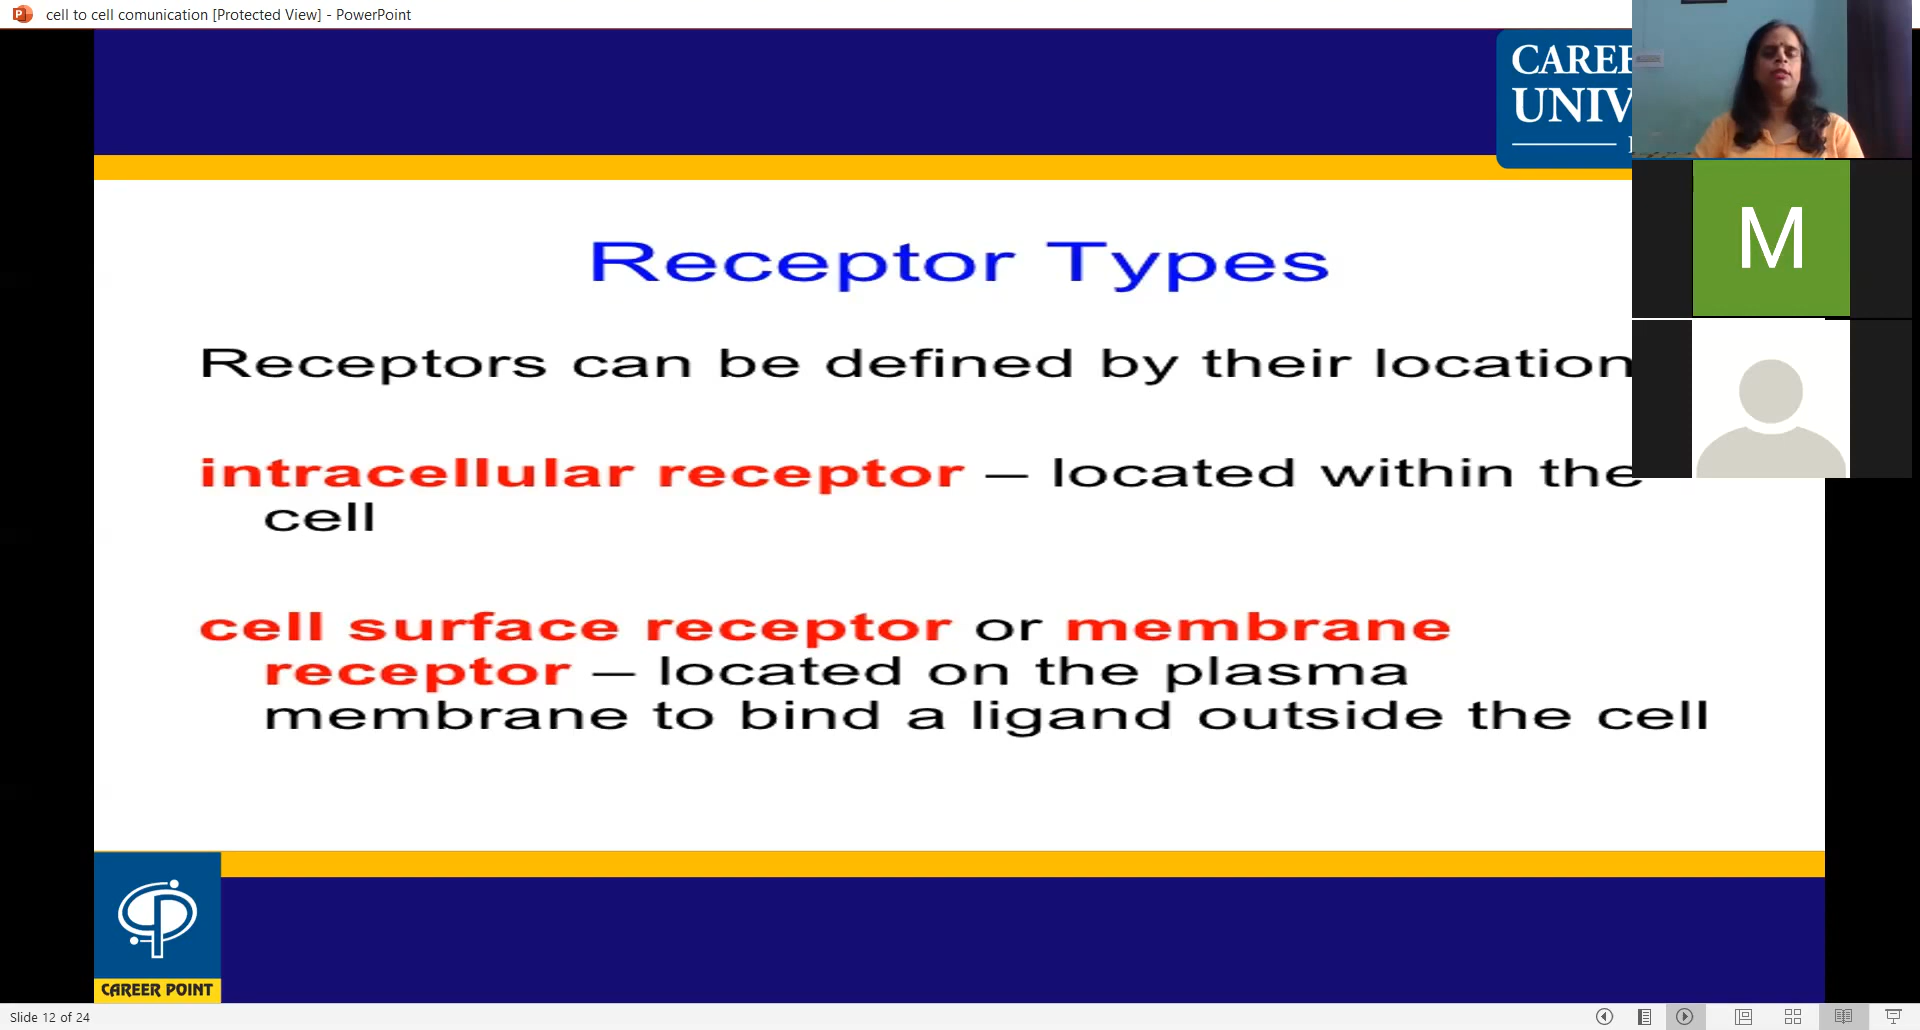 cell to cell comunication [Protected View] - PowerPoint
CAREE
UNIV
M
Receptor Types
Receptors can be defined by their location
intracellular receptor – located within the
cell
cell surface receptor or membrane
receptor – located on the plasma
membrane to bind a ligand outside the cell
CAREER POINT
Slide 12 of 24